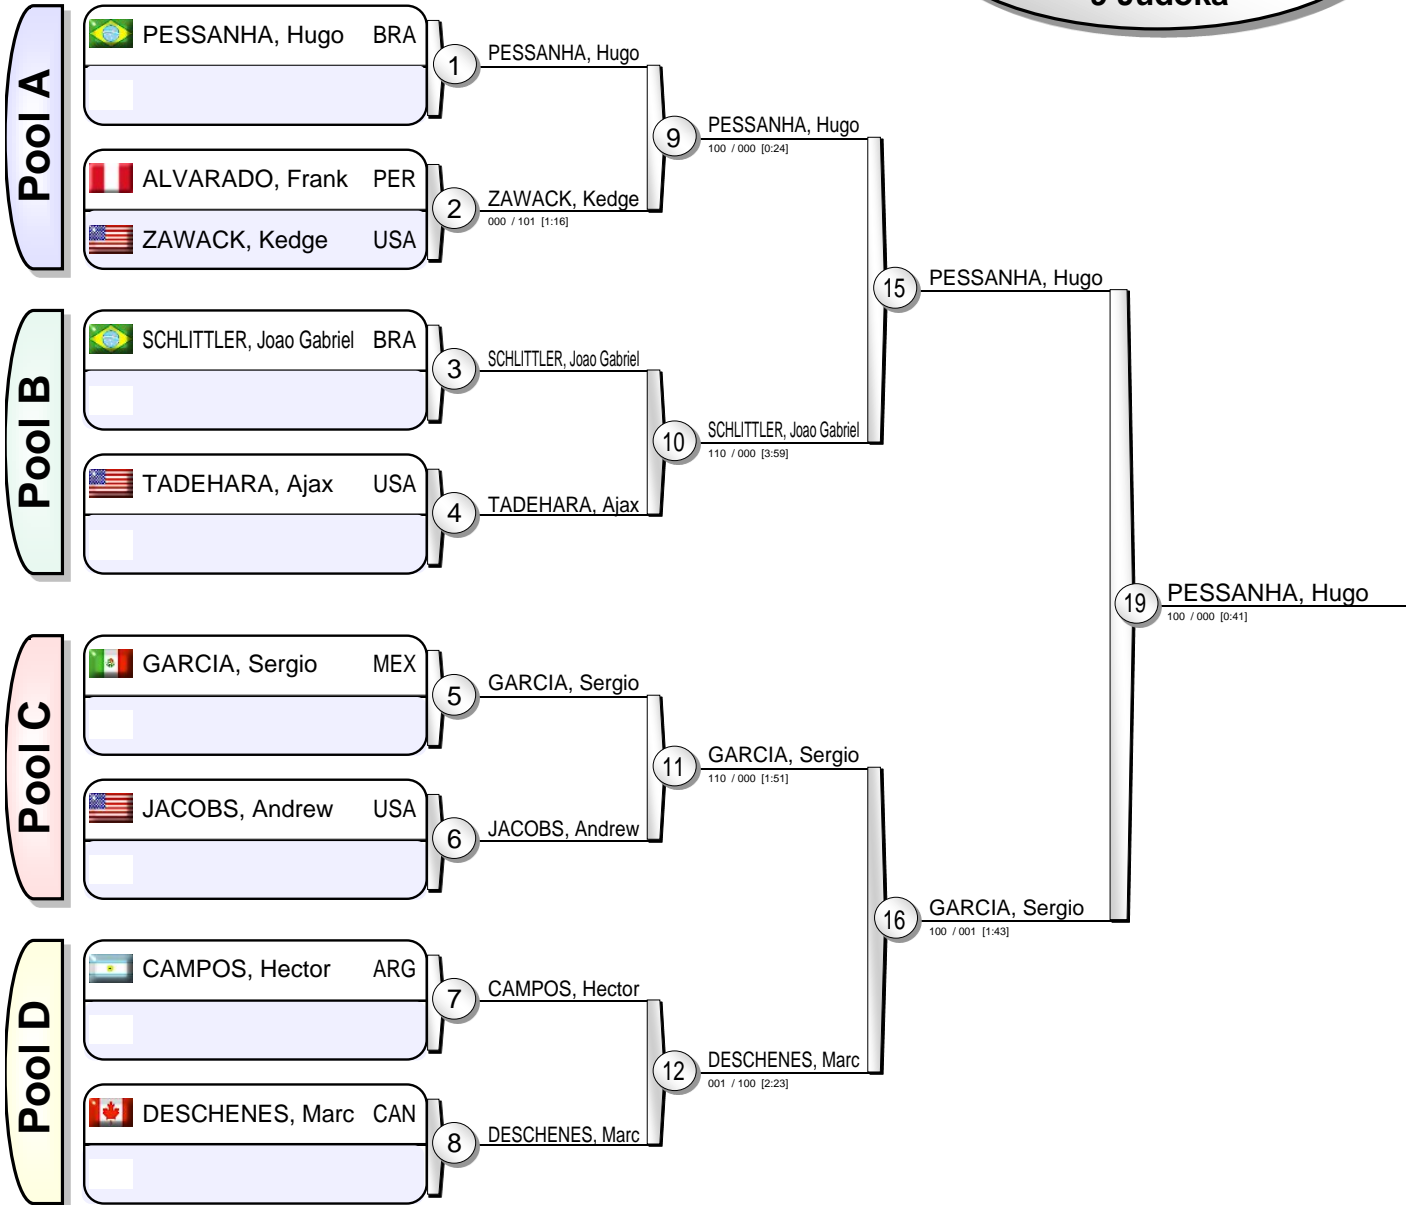 Judoka
Pool A
PESSANHA, Hugo BRA
1
PESSANHA, Hugo
ALVARADO, Frank PER
ZAWACK, Kedge USA
2
ZAWACK, Kedge
000 / 101 [1:16]
9
PESSANHA, Hugo
100 / 000 [0:24]
Pool B
SCHLITTLER, Joao Gabriel BRA
3
SCHLITTLER, Joao Gabriel
TADEHARA, Ajax USA
4
TADEHARA, Ajax
10
SCHLITTLER, Joao Gabriel
110 / 000 [3:59]
15
PESSANHA, Hugo
Pool C
GARCIA, Sergio MEX
5
GARCIA, Sergio
JACOBS, Andrew USA
6
JACOBS, Andrew
11
GARCIA, Sergio
110 / 000 [1:51]
Pool D
CAMPOS, Hector ARG
7
CAMPOS, Hector
DESCHENES, Marc CAN
8
DESCHENES, Marc
12
DESCHENES, Marc
001 / 100 [2:23]
16
GARCIA, Sergio
100 / 001 [1:43]
19
PESSANHA, Hugo
100 / 000 [0:41]